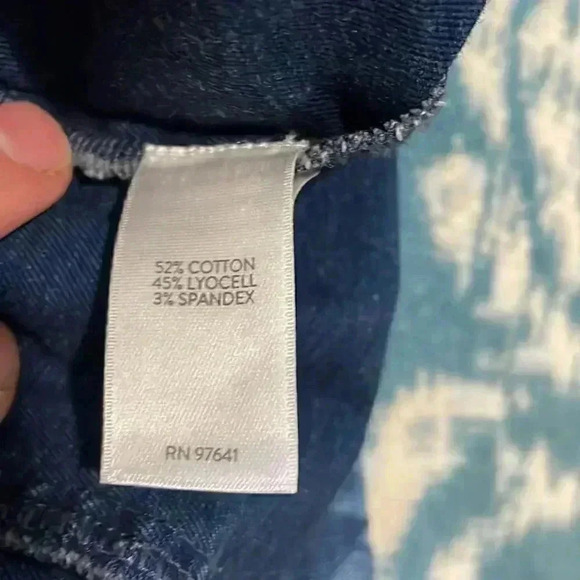 52% COTTON
45% LYOCELL
3% SPANDEX
RN 97641